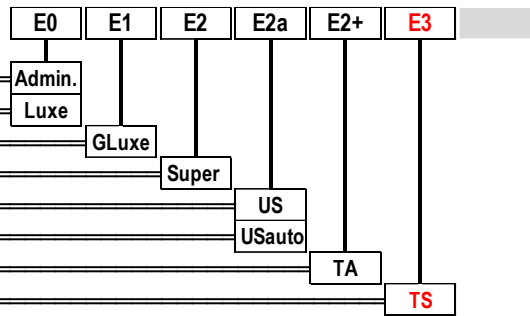 E0 E1 E2 E2a E2+ E3
Admin.
Luxe
GLuxe
Super
US
USauto
TA
TS